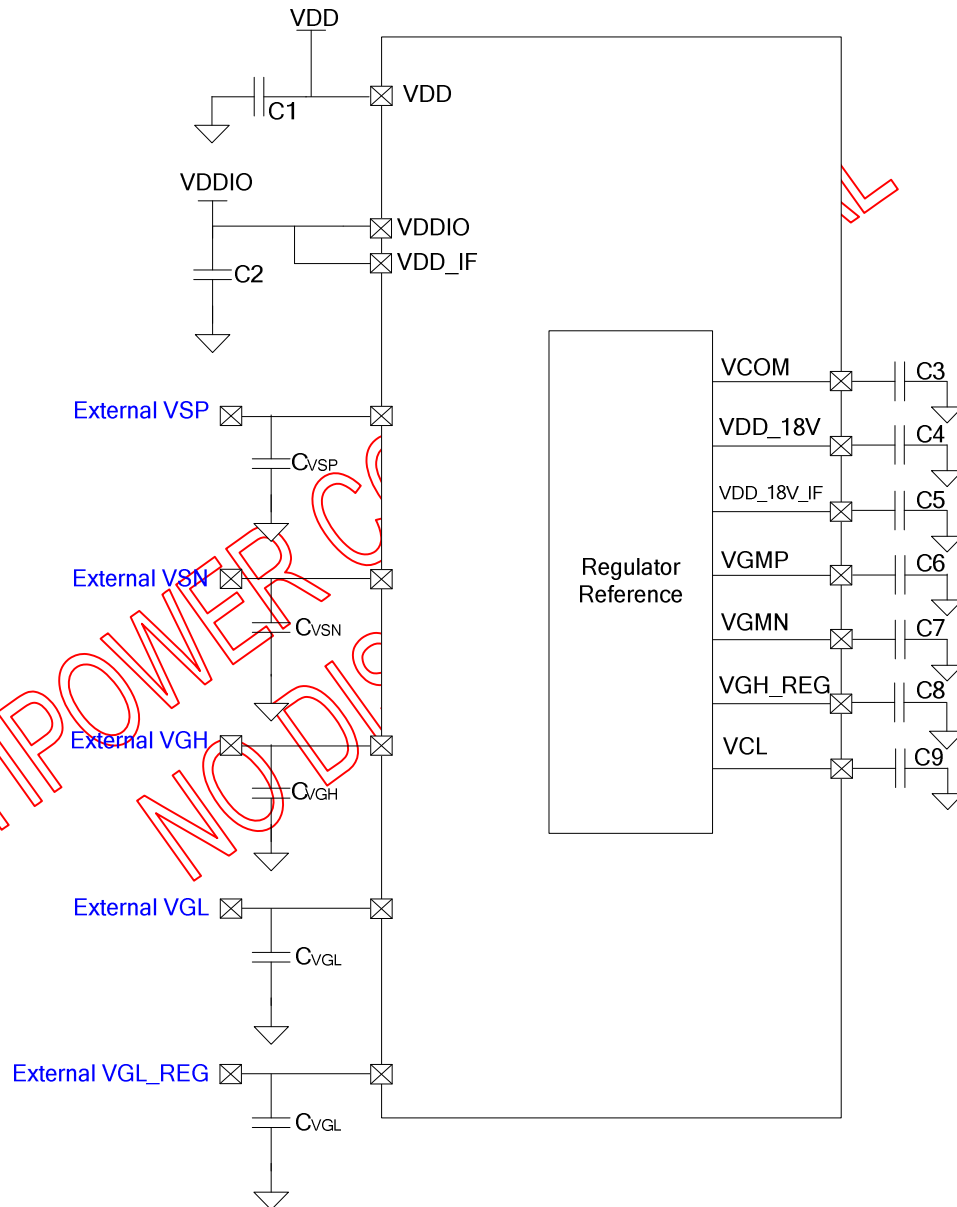 VDD
VDD
C1
VDDIO
VDDIO
VDD_IF
C2
VCOM
C3
External VSP
VDD_18V
C4
CVSP
VDD_18V_IF
C5
Regulator
Reference
VGMP
C6
External VSN
CVSN
VGMN
C7
VGH_REG
C8
External VGH
VCL
C9
CVGH
External VGL
CVGL
External VGL_REG
CVGL
NO